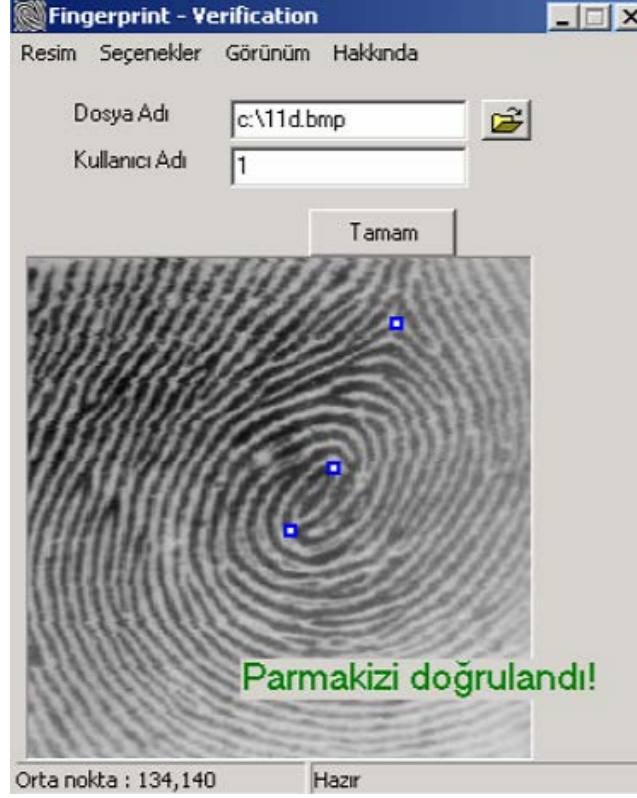 Fingerprint - Verification
Resim Seçenekler Görünüm Hakkında
Dosya Adı c:\11d.bmp
Kullanıcı Adı 1
Tamam
Parmakizi doğrulandı!
Orta nokta : 134,140 Hazır